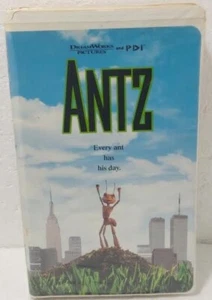 DREAMWORKS and PDI
PICTURES
ANTZ
Every ant
has
his day.